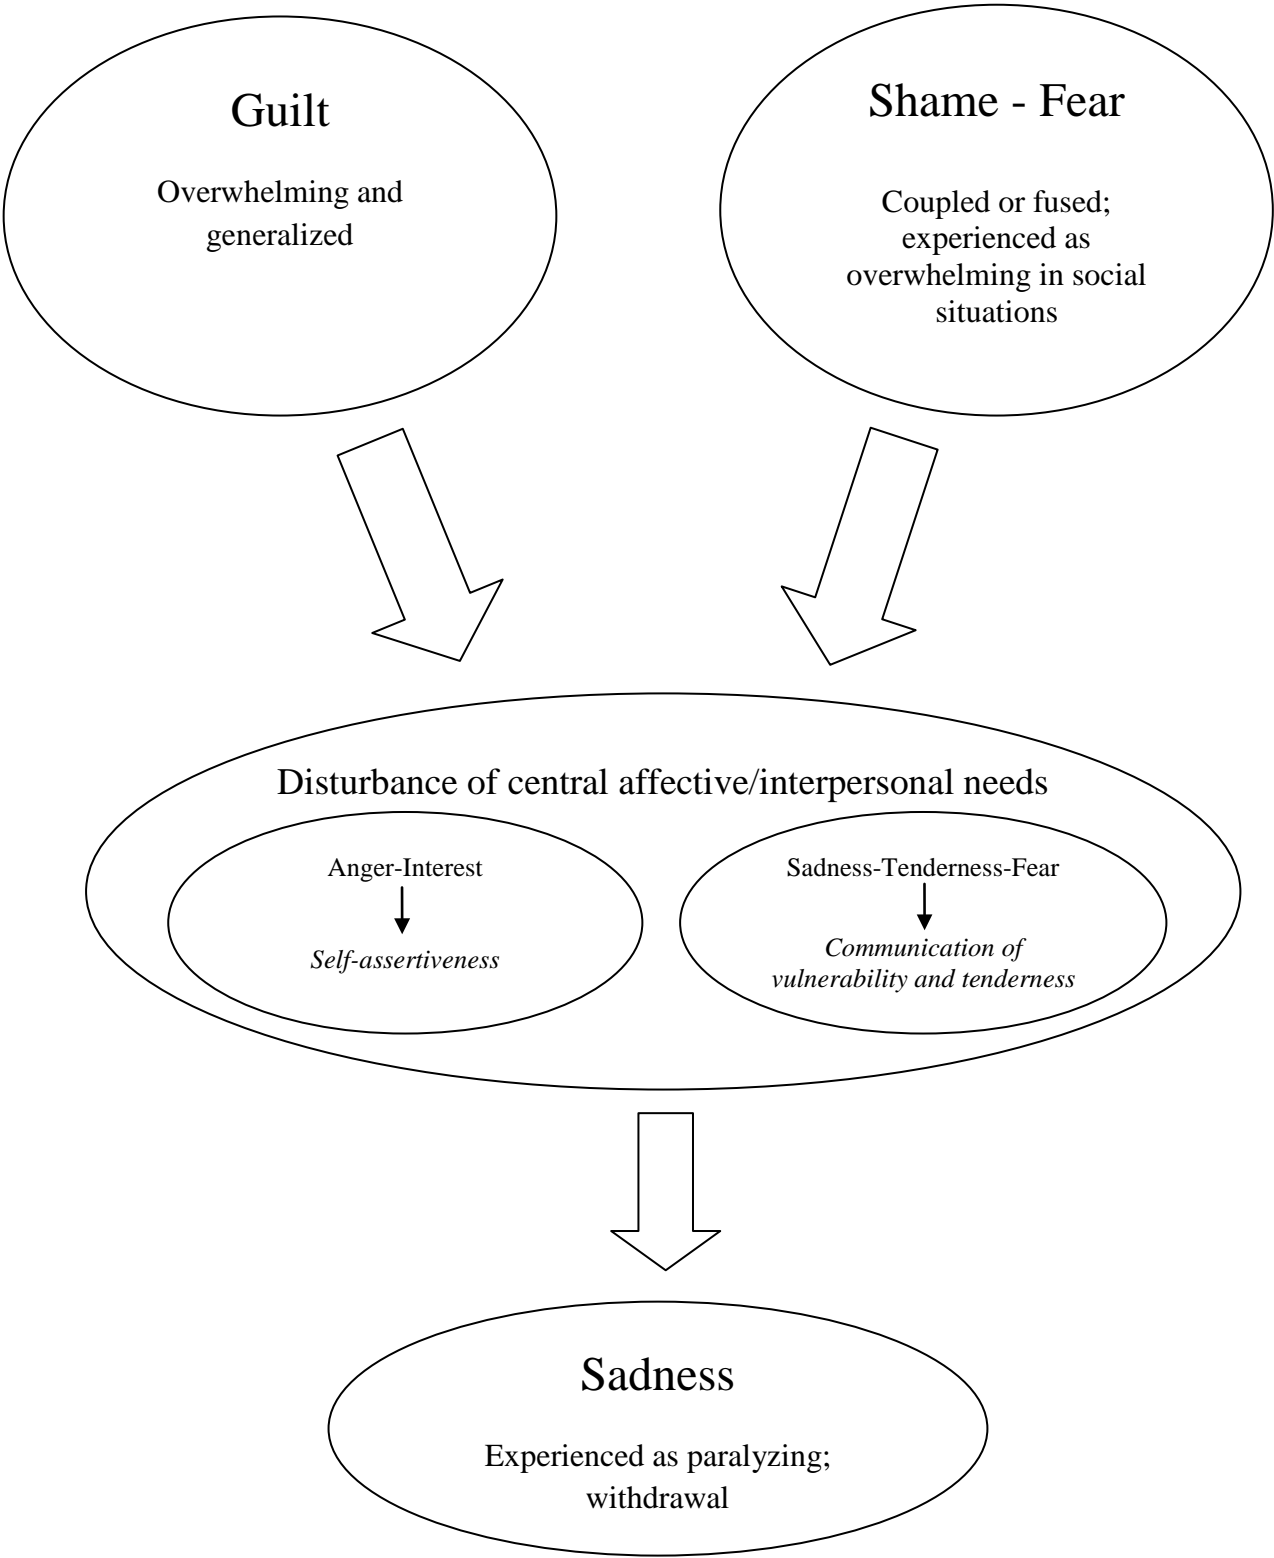 Guilt
Overwhelming and
generalized
Shame - Fear
Coupled or fused;
experienced as
overwhelming in social
situations
Disturbance of central affective/interpersonal needs
Anger-Interest
Self-assertiveness
Sadness-Tenderness-Fear
Communication of
vulnerability and tenderness
Sadness
Experienced as paralyzing;
withdrawal